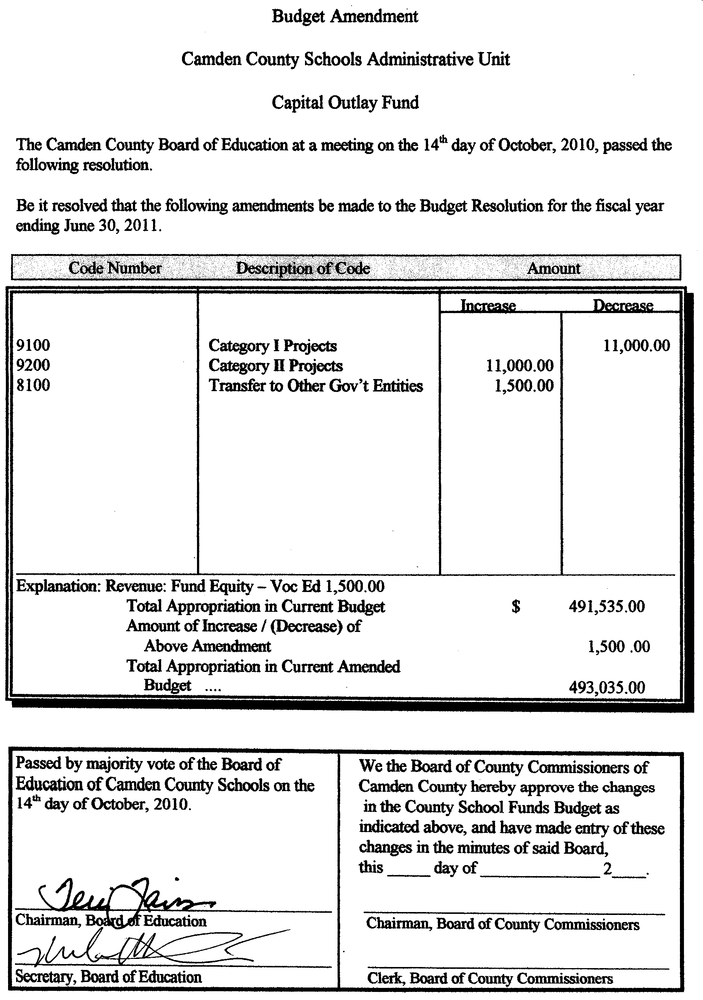 Budget Amendment
Camden County Schools Administrative Unit
Capital Outlay Fund
The Camden County Board of Education at a meeting on the 14th day of October, 2010, passed the
following resolution.
Be it resolved that the following amendments be made to the Budget Resolution for the fiscal year
ending June 30, 2011.
Code Number Description of Code Amount
Increase Decrease
9100 Category I Projects 11,000.00
9200 Category II Projects 11,000.00
8100 Transfer to Other Gov't Entities 1,500.00
Explanation: Revenue: Fund Equity – Voc Ed 1,500.00
Total Appropriation in Current Budget $ 491,535.00
Amount of Increase / (Decrease) of
Above Amendment 1,500 .00
Total Appropriation in Current Amended
Budget .... 493,035.00
Passed by majority vote of the Board of
Education of Camden County Schools on the
14th day of October, 2010.
Chairman, Board of Education
Secretary, Board of Education
We the Board of County Commissioners of
Camden County hereby approve the changes
in the County School Funds Budget as
indicated above, and have made entry of these
changes in the minutes of said Board,
this _____ day of ______________ 2____.
Chairman, Board of County Commissioners
Clerk, Board of County Commissioners